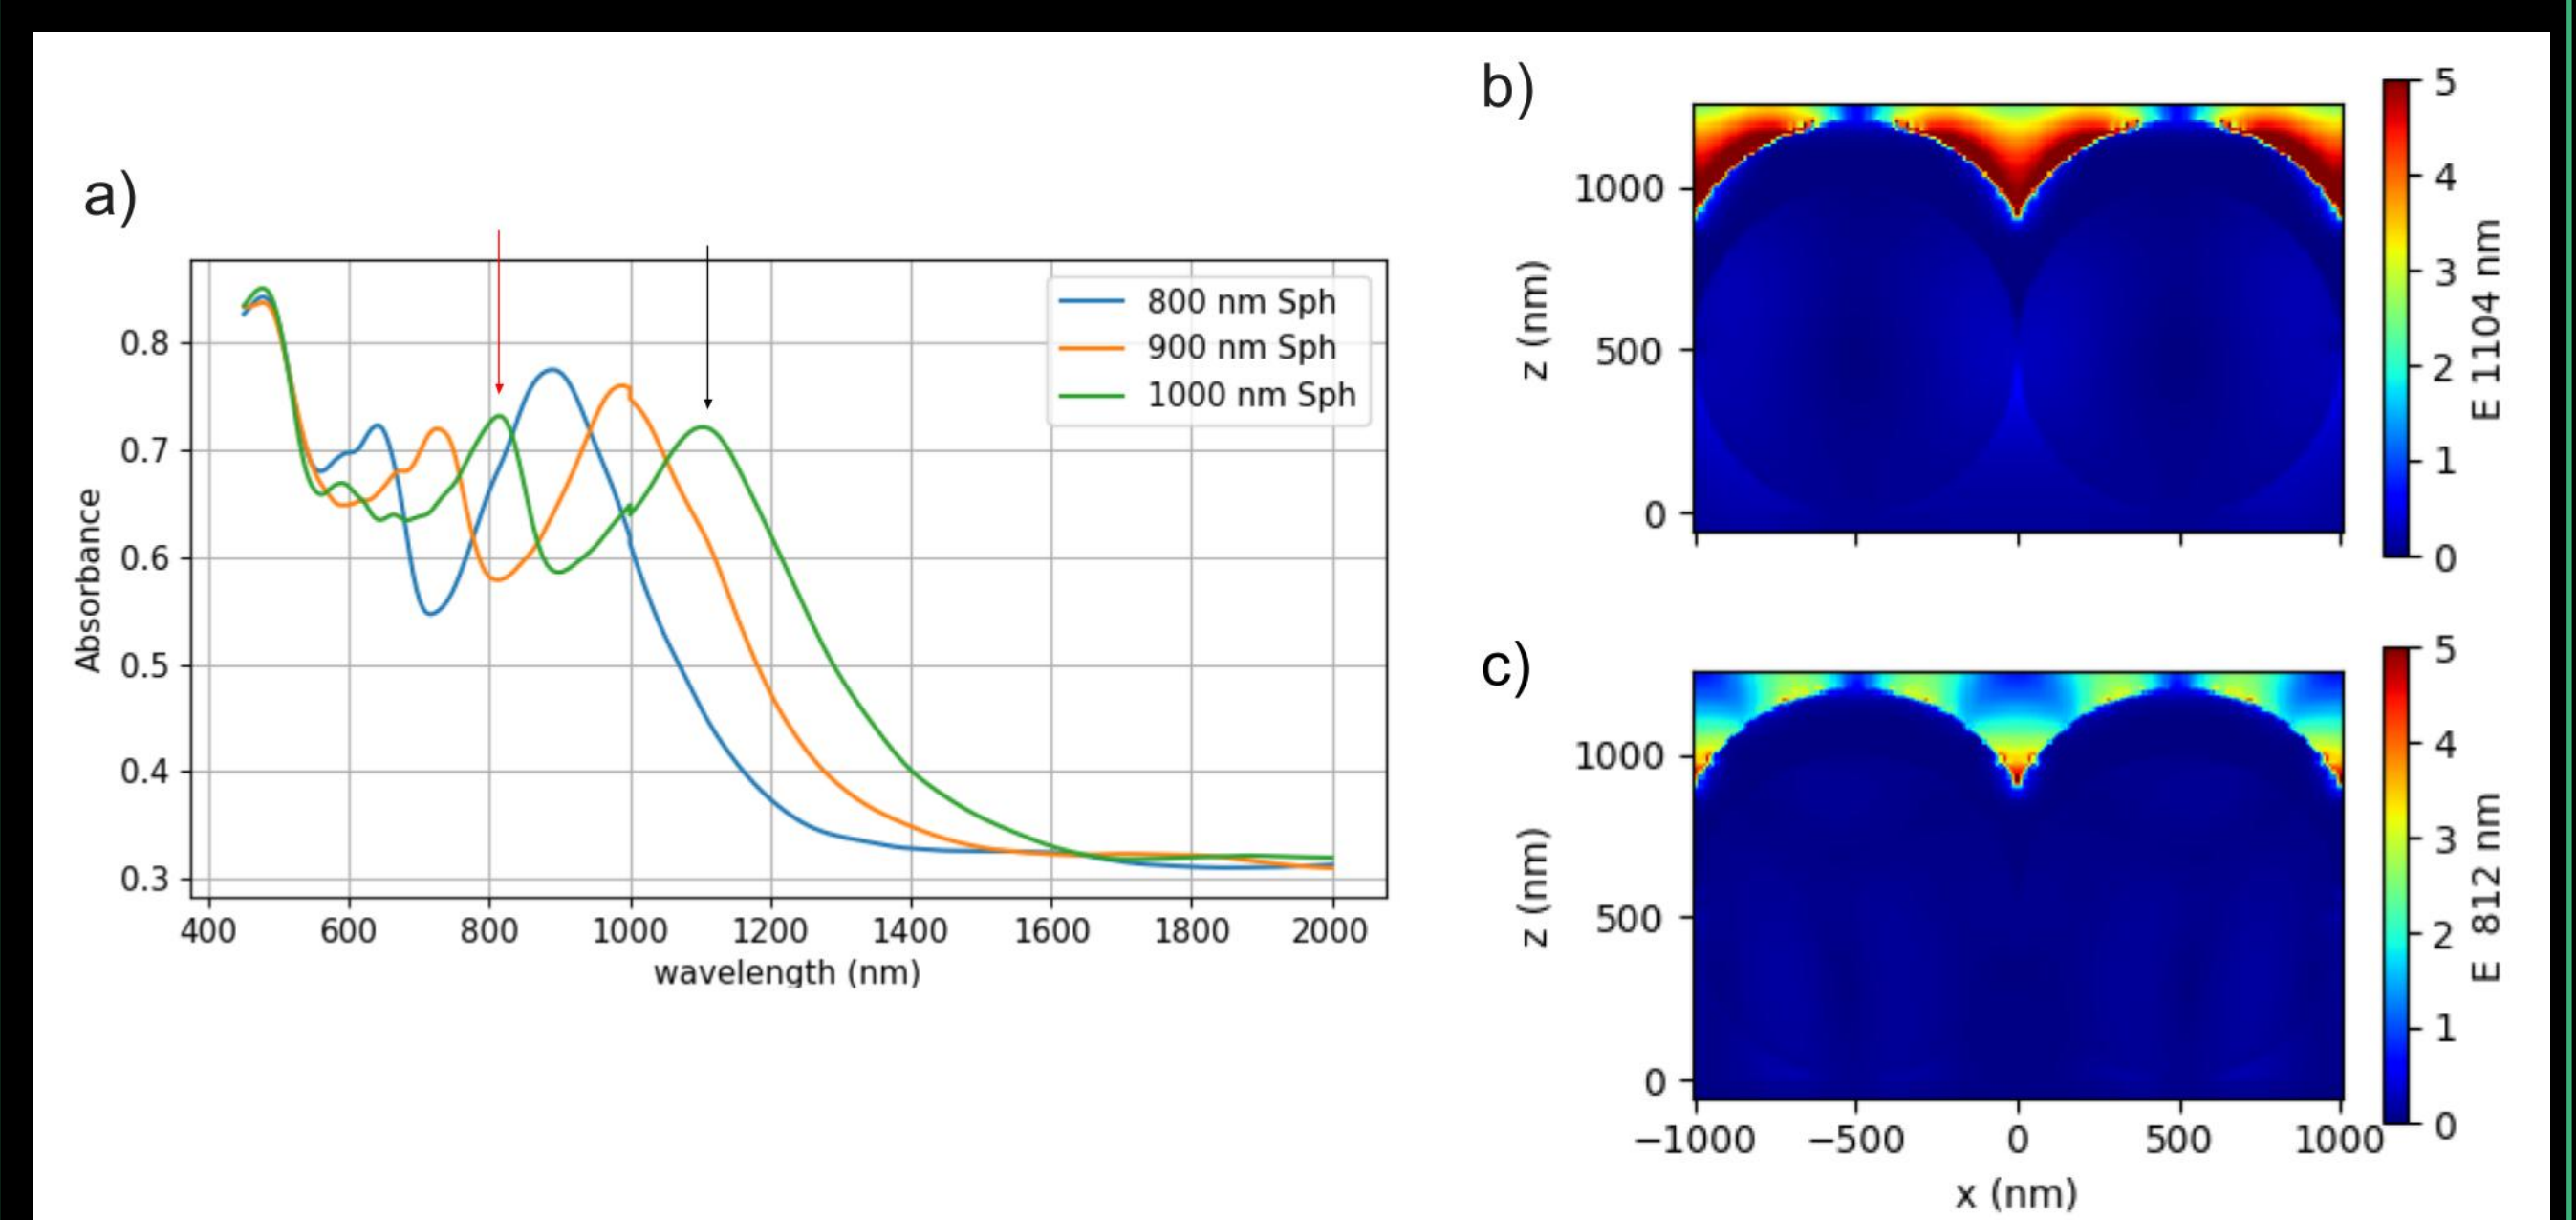 a)
800 nm Sph
900 nm Sph
1000 nm Sph
Absorbance
0.8
0.7
0.6
0.5
0.4
0.3
400 600 800 1000 1200 1400 1600 1800 2000
wavelength (nm)
b)
z (nm)
1000
500
0
5
4
3
2
1
0
E 1104 nm
c)
z (nm)
1000
500
0
−1000 −500 0 500 1000
x (nm)
5
4
3
2
1
0
E 812 nm